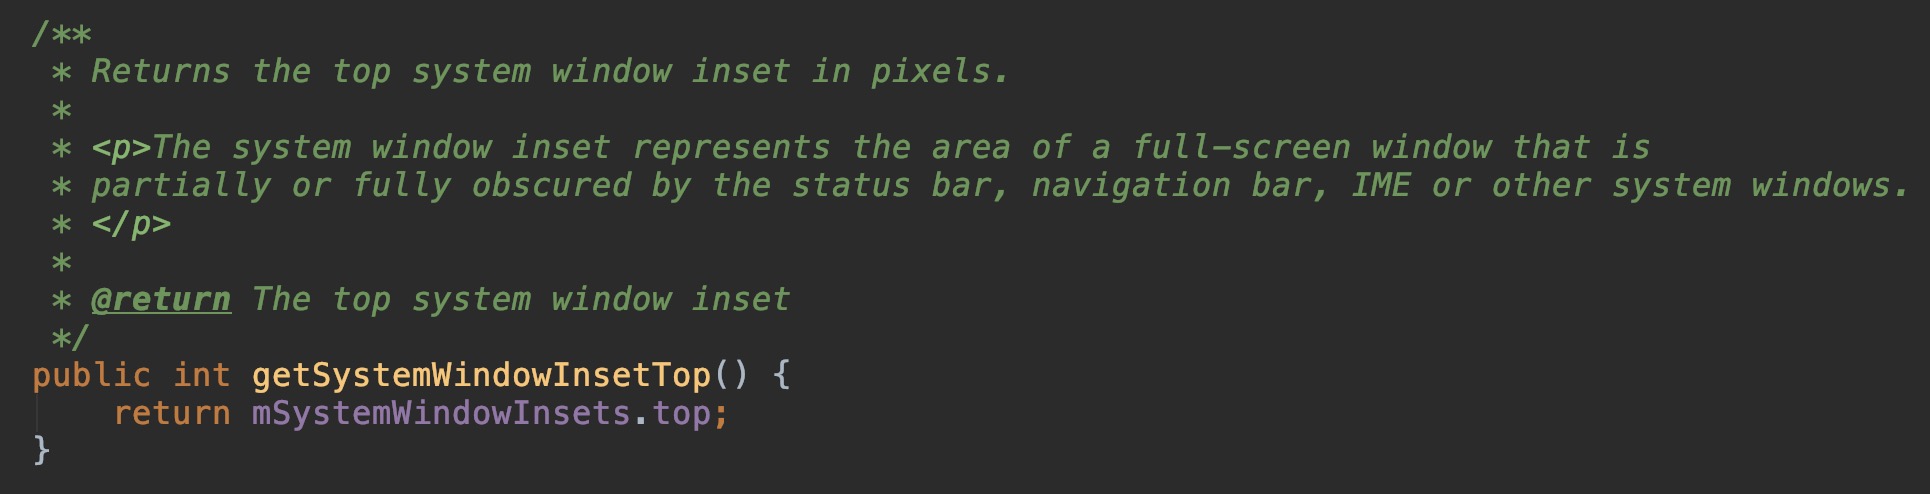 /**
 * Returns the top system window inset in pixels.
 *
 * <p>The system window inset represents the area of a full-screen window that is
 * partially or fully obscured by the status bar, navigation bar, IME or other system windows.
 * </p>
 *
 * @return The top system window inset
 */
public int getSystemWindowInsetTop() {
    return mSystemWindowInsets.top;
}